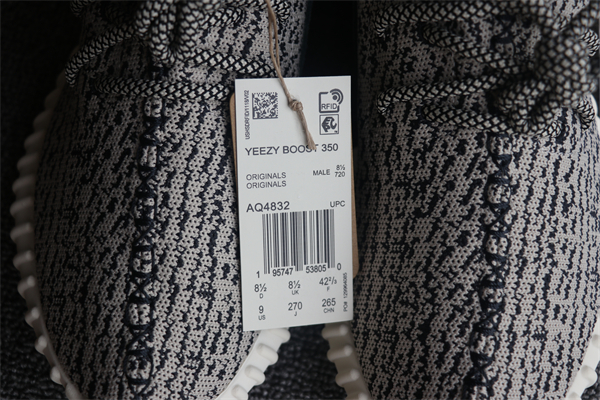 RFID
YEEZY BOOST 350
ORIGINALS MALE 8½
ORIGINALS 720
AQ4832 UPC
1 95747 53805 0
8½ 8½ 42⅔
D UK F
9 270 265
US J CHN